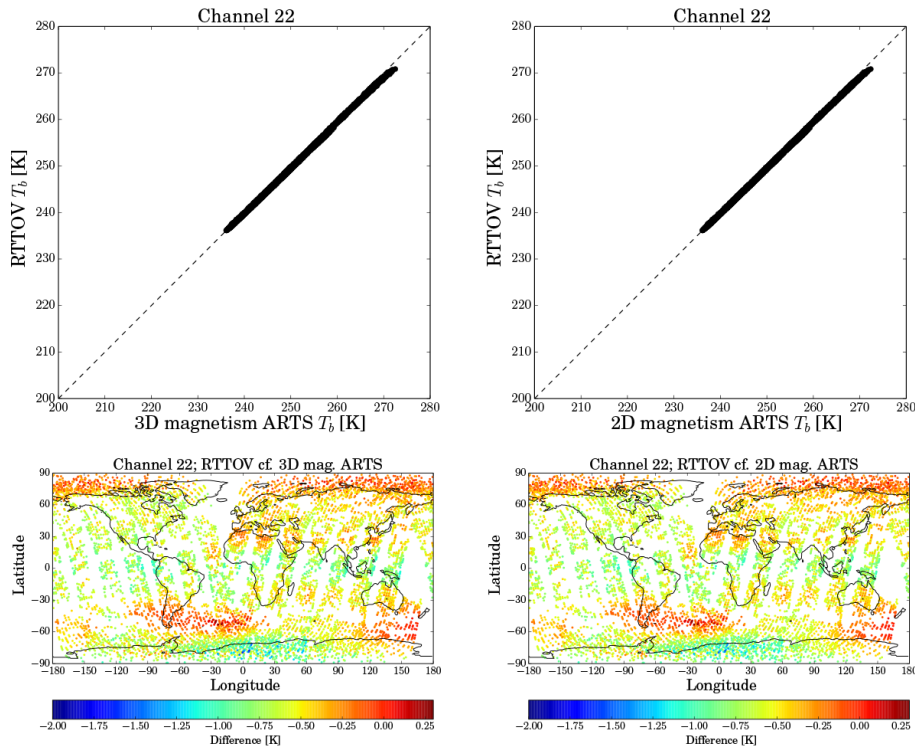 Channel 22
280
270
260
250
240
230
220
210
200
RTTOV T_b [K]
200 210 220 230 240 250 260 270 280
3D magnetism ARTS T_b [K]
Channel 22
280
270
260
250
240
230
220
210
200
RTTOV T_b [K]
200 210 220 230 240 250 260 270 280
2D magnetism ARTS T_b [K]
Channel 22; RTTOV cf. 3D mag. ARTS
90
60
30
0
−30
−60
−90
Latitude
−180 −150 −120 −90 −60 −30 0 30 60 90 120 150 180
Longitude
−2.00 −1.75 −1.50 −1.25 −1.00 −0.75 −0.50 −0.25 0.00 0.25
Difference [K]
Channel 22; RTTOV cf. 2D mag. ARTS
90
60
30
0
−30
−60
−90
Latitude
−180 −150 −120 −90 −60 −30 0 30 60 90 120 150 180
Longitude
−2.00 −1.75 −1.50 −1.25 −1.00 −0.75 −0.50 −0.25 0.00 0.25
Difference [K]